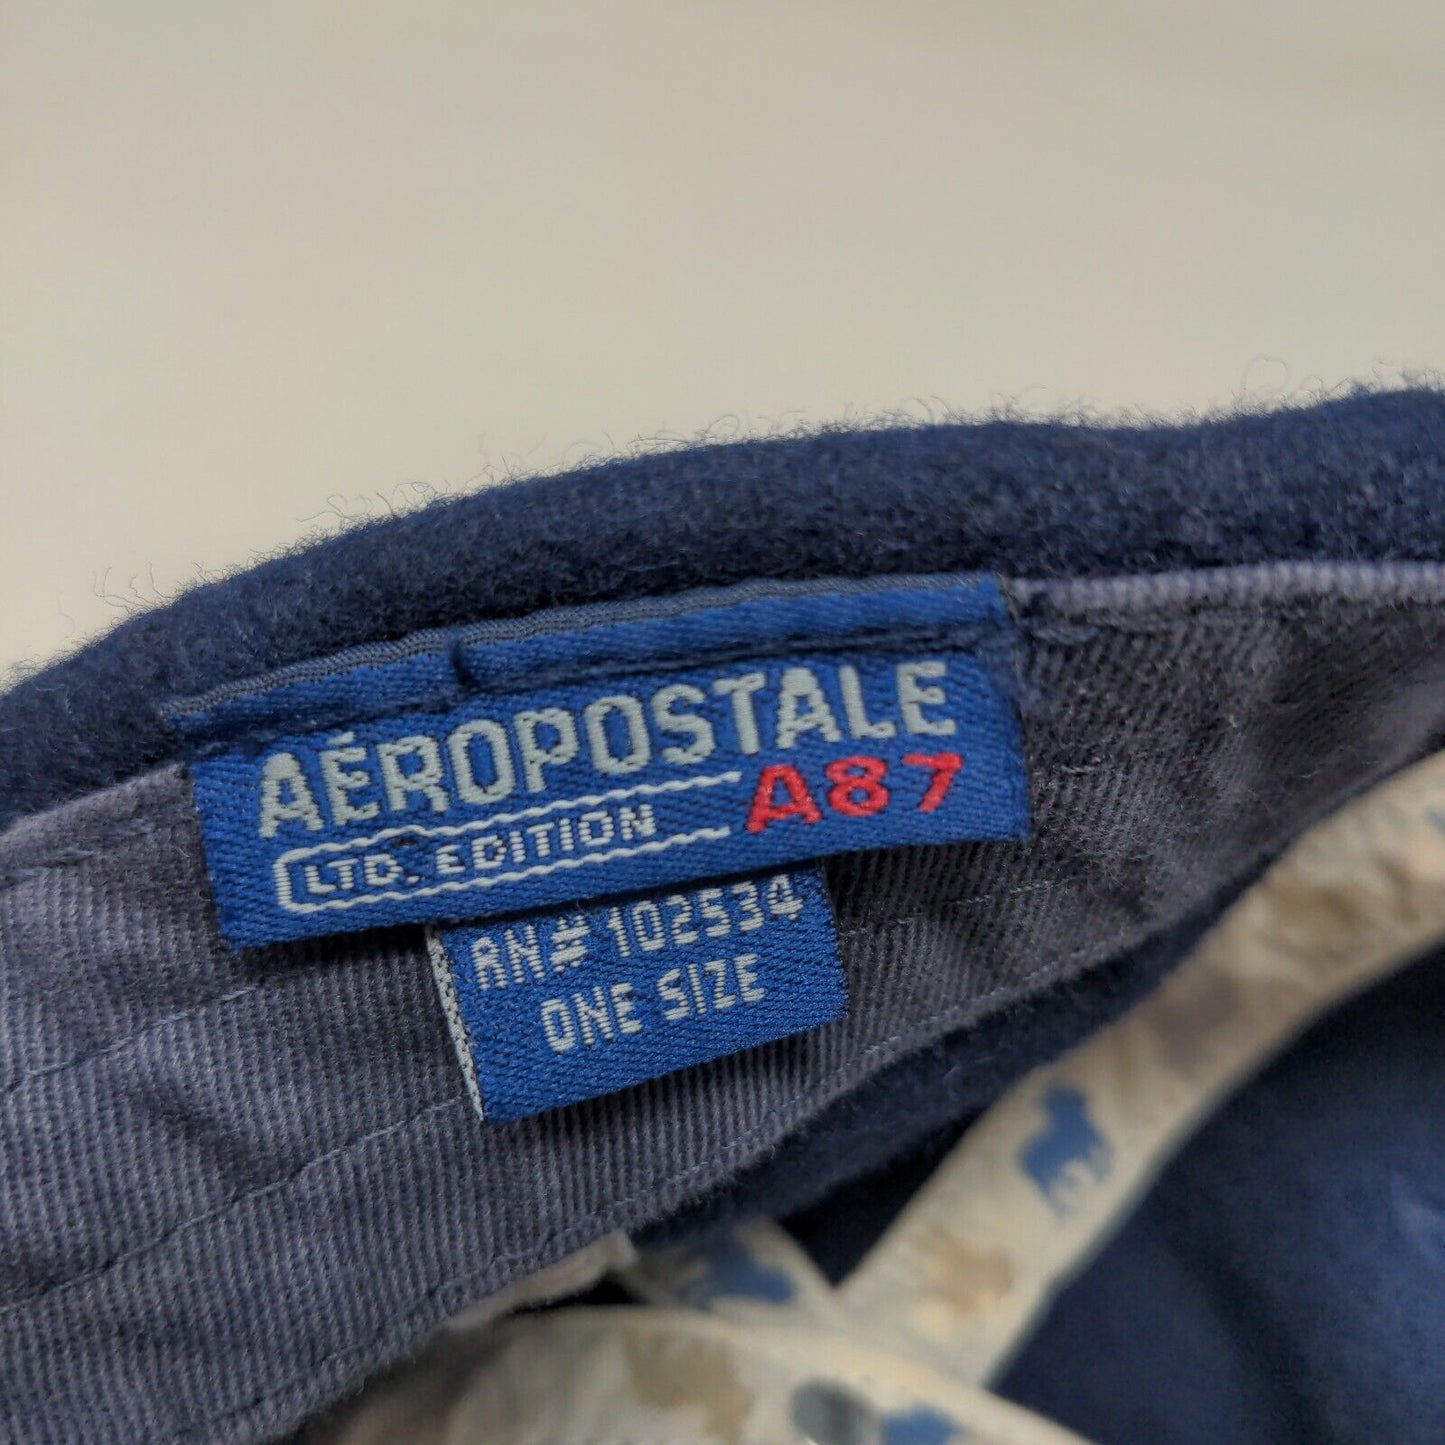 AÉROPOSTALE
LTD. EDITION A87
RN# 102534
ONE SIZE